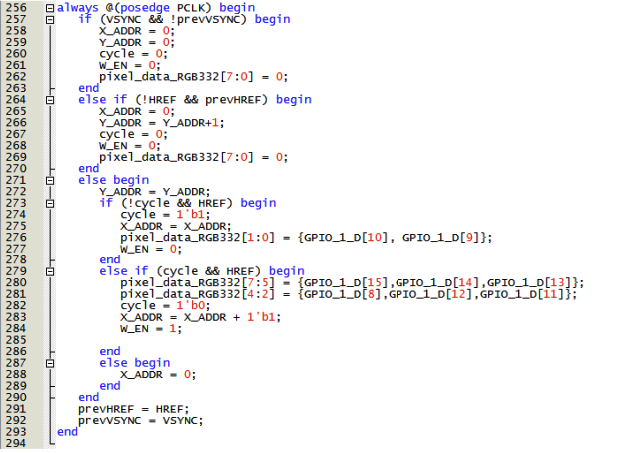 256 always @(posedge PCLK) begin
257 if (VSYNC && !prevVSYNC) begin
258 X_ADDR = 0;
259 Y_ADDR = 0;
260 cycle = 0;
261 W_EN = 0;
262 pixel_data_RGB332[7:0] = 0;
263 end
264 else if (!HREF && prevHREF) begin
265 X_ADDR = 0;
266 Y_ADDR = Y_ADDR+1;
267 cycle = 0;
268 W_EN = 0;
269 pixel_data_RGB332[7:0] = 0;
270 end
271 else begin
272 Y_ADDR = Y_ADDR;
273 if (!cycle && HREF) begin
274 cycle = 1'b1;
275 X_ADDR = X_ADDR;
276 pixel_data_RGB332[1:0] = {GPIO_1_D[10], GPIO_1_D[9]};
277 W_EN = 0;
278 end
279 else if (cycle && HREF) begin
280 pixel_data_RGB332[7:5] = {GPIO_1_D[15],GPIO_1_D[14],GPIO_1_D[13]};
281 pixel_data_RGB332[4:2] = {GPIO_1_D[8],GPIO_1_D[12],GPIO_1_D[11]};
282 cycle = 1'b0;
283 X_ADDR = X_ADDR + 1'b1;
284 W_EN = 1;
285
286 end
287 else begin
288 X_ADDR = 0;
289 end
290 end
291 prevHREF = HREF;
292 prevVSYNC = VSYNC;
293 end
294